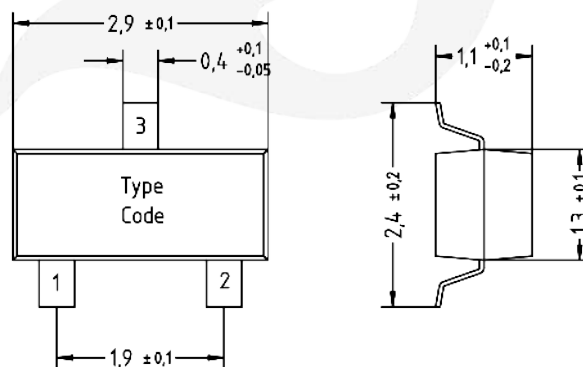 2,9 ±0,1
0,4 +0,1 -0,05
1,1 +0,1 -0,2
3
Type
Code
2,4 ±0,2
1,3 ±0,1
1
2
1,9 ±0,1